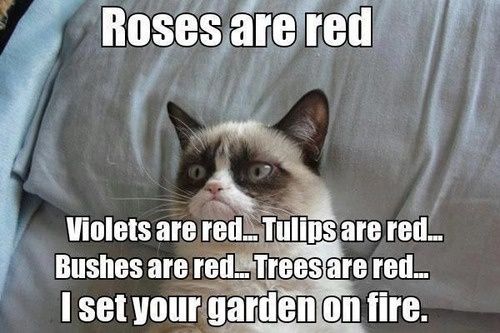 Roses are red
Violets are red... Tulips are red...
Bushes are red... Trees are red...
I set your garden on fire.